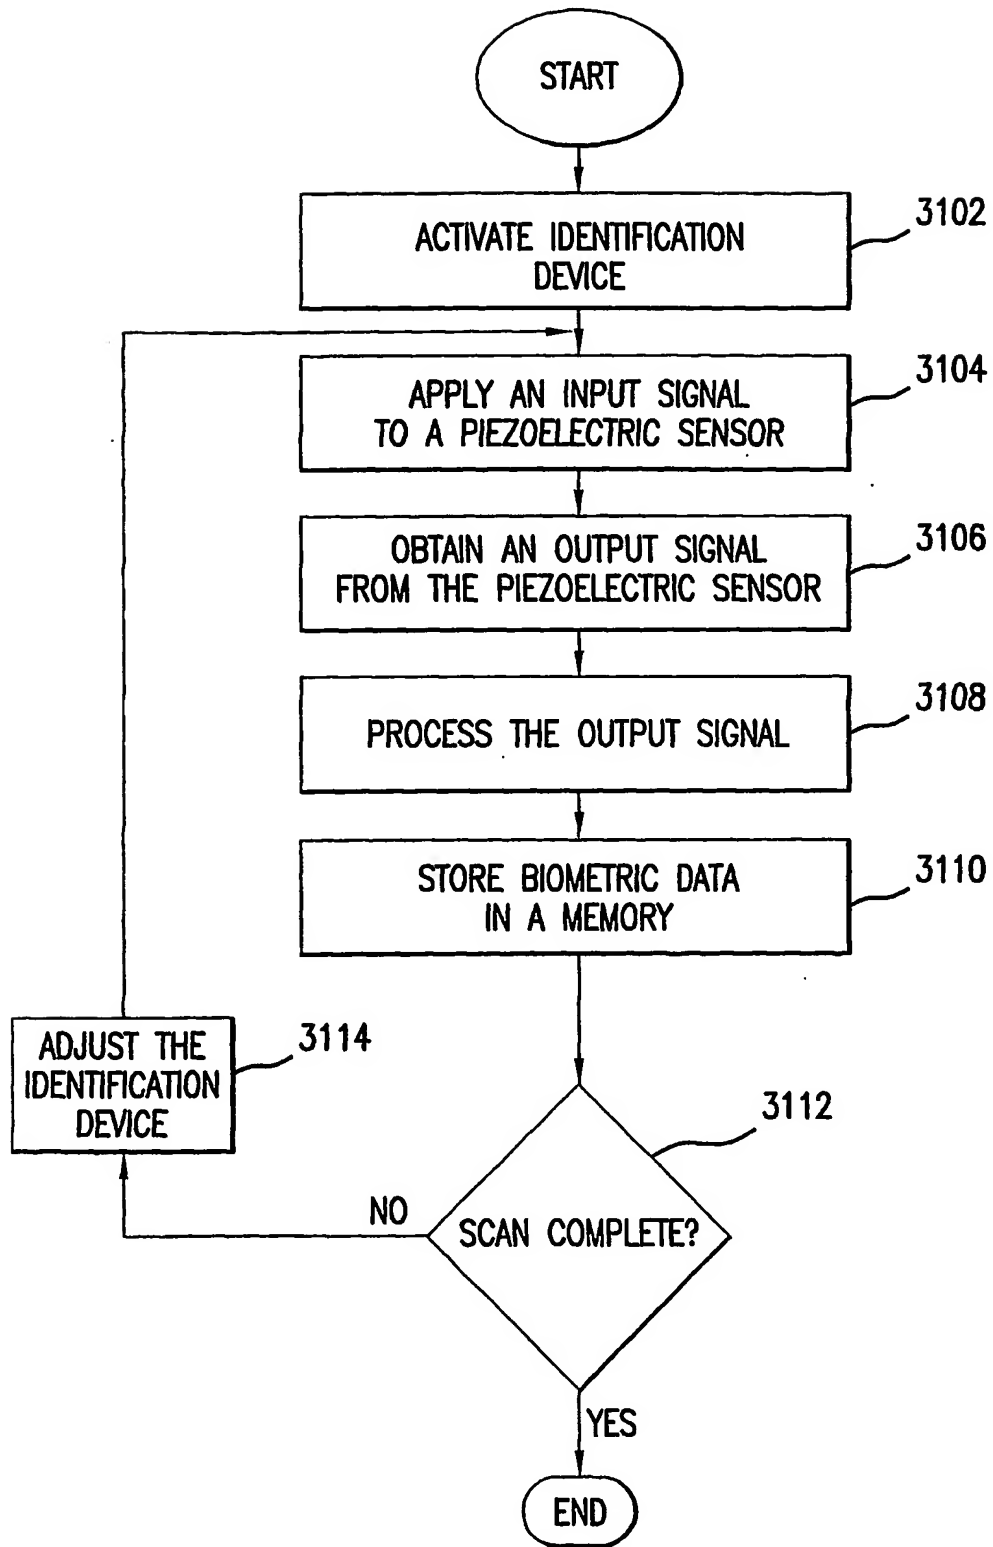 START
ACTIVATE IDENTIFICATION
DEVICE
3102
APPLY AN INPUT SIGNAL
TO A PIEZOELECTRIC SENSOR
3104
OBTAIN AN OUTPUT SIGNAL
FROM THE PIEZOELECTRIC SENSOR
3106
PROCESS THE OUTPUT SIGNAL
3108
STORE BIOMETRIC DATA
IN A MEMORY
3110
ADJUST THE
IDENTIFICATION
DEVICE
3114
3112
SCAN COMPLETE?
NO
YES
END